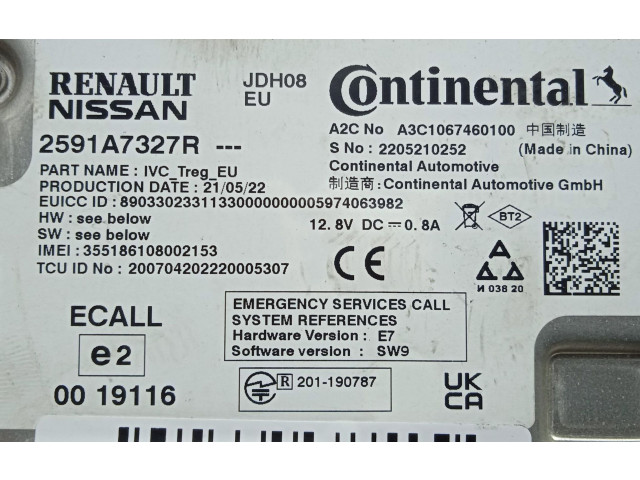 RENAULT
NISSAN
JDH08
EU
Continental
2591A7327R ---
A2C No A3C1067460100 中国制造
S No : 2205210252 (Made in China)
PART NAME : IVC_Treg_EU
Continental Automotive
PRODUCTION DATE : 21/05/22
制造商: Continental Automotive GmbH
EUICC ID : 89033023311330000000005974063982
HW : see below
12.8V DC 0.8A
BT2
SW : see below
IMEI : 355186108002153
TCU ID No : 200704202220005307
CE
И 038 20
ECALL
e2
00 19116
EMERGENCY SERVICES CALL
SYSTEM REFERENCES
Hardware Version : E7
Software version : SW9
R 201-190787
UK
CA